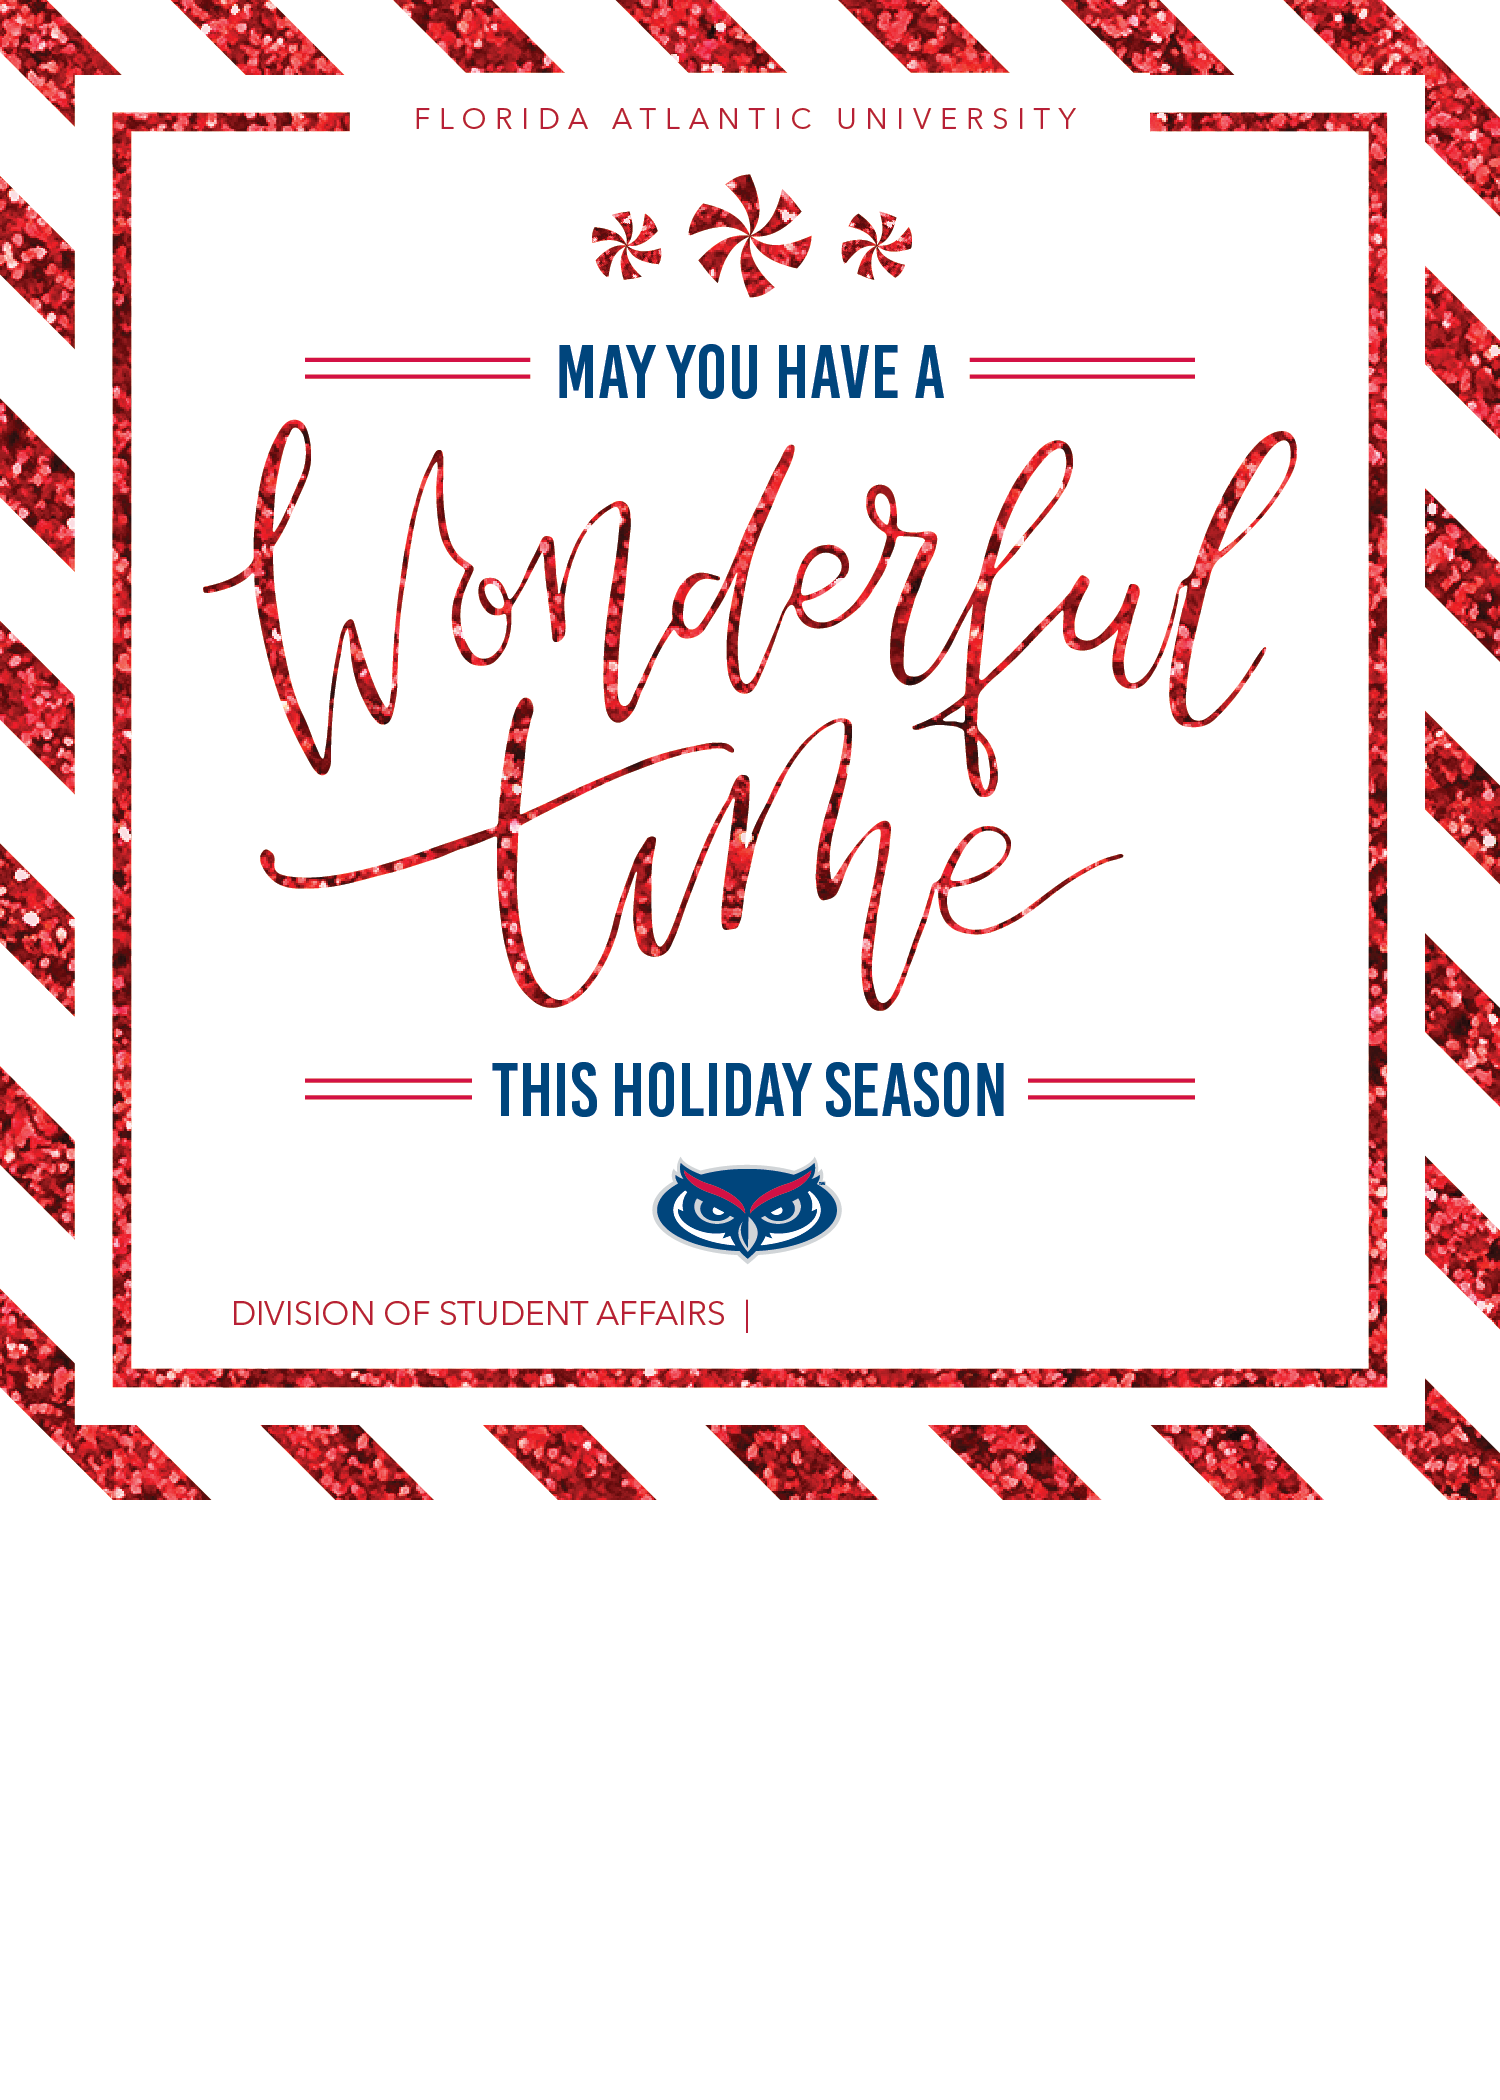 FLORIDA ATLANTIC UNIVERSITY
MAY YOU HAVE A
Wonderful
time
THIS HOLIDAY SEASON
DIVISION OF STUDENT AFFAIRS |